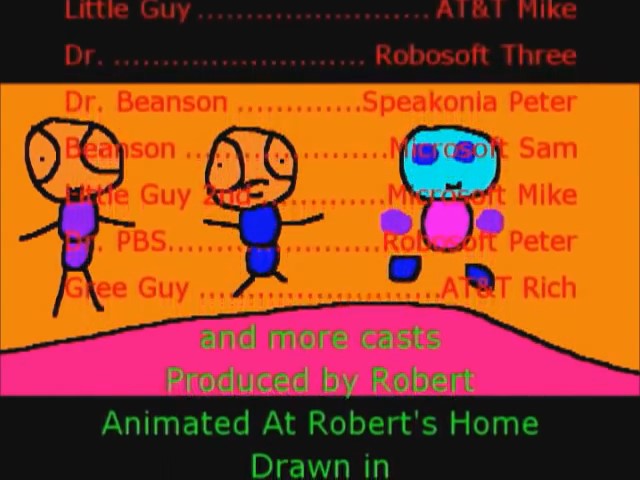 Little Guy ......................... AT&T Mike
Dr. ........................... Robosoft Three
Dr. Beanson .............Speakonia Peter
Beanson .....................Microsoft Sam
Little Guy 2nd...............Microsoft Mike
Dr. PBS.......................Robosoft Peter
Gree Guy ..........................AT&T Rich
and more casts
Produced by Robert
Animated At Robert's Home
Drawn in